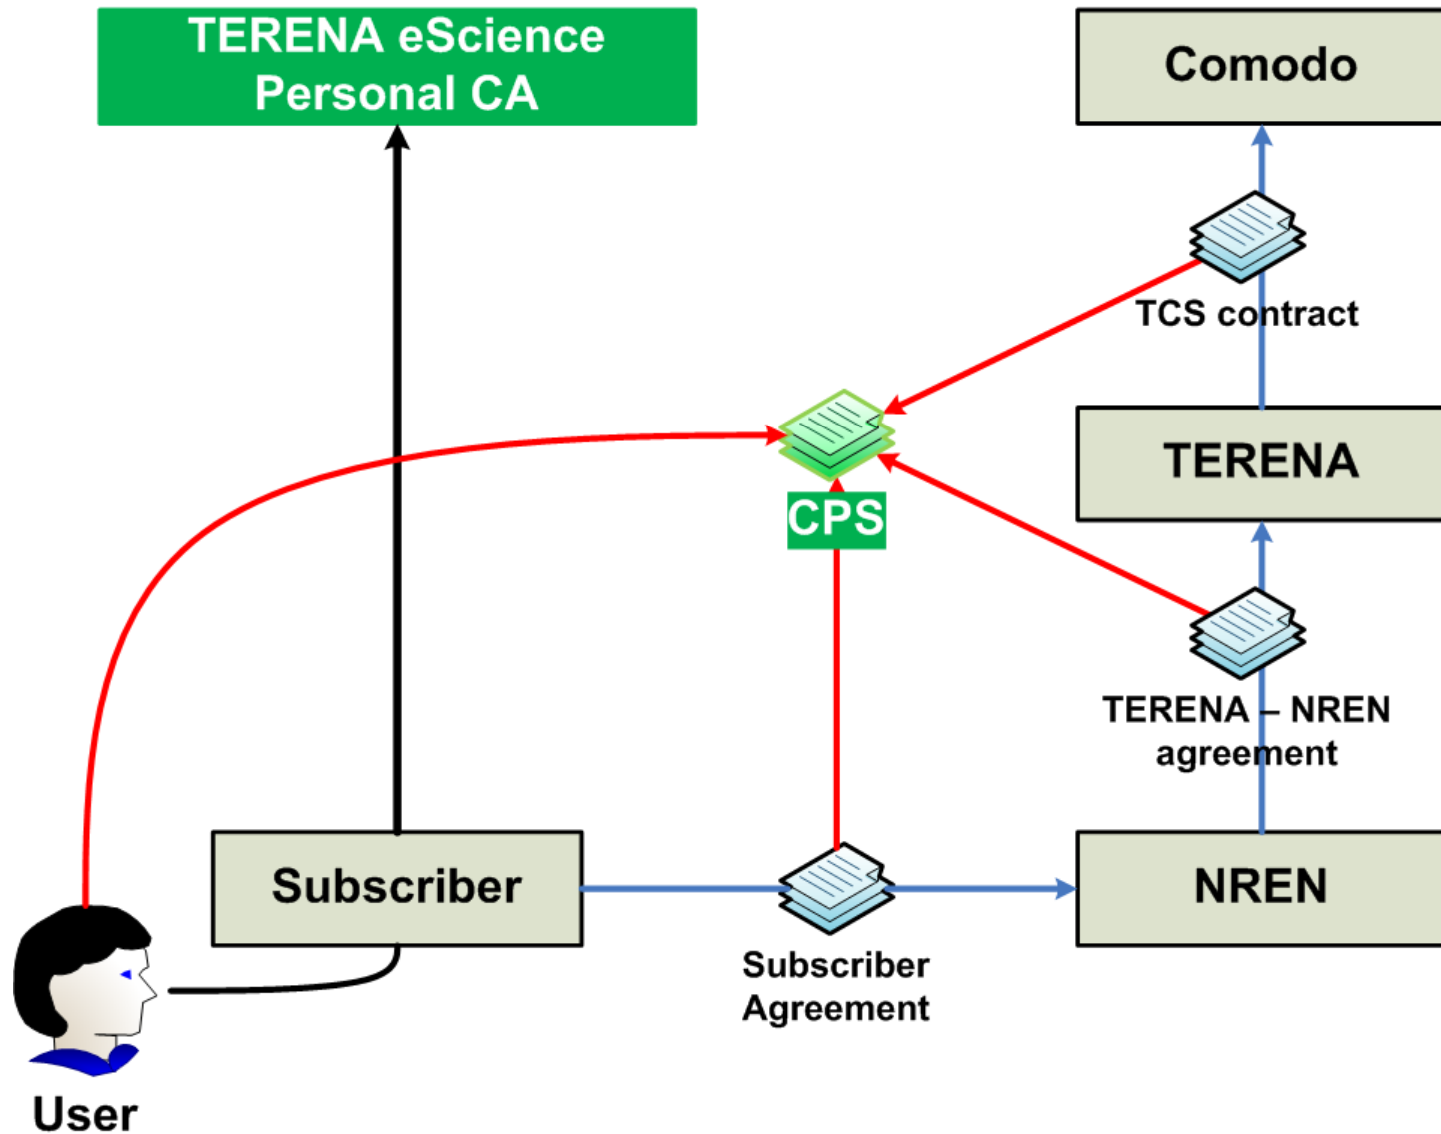 TERENA eScience
Personal CA
Comodo
TCS contract
TERENA
CPS
TERENA – NREN
agreement
Subscriber
NREN
Subscriber
Agreement
User